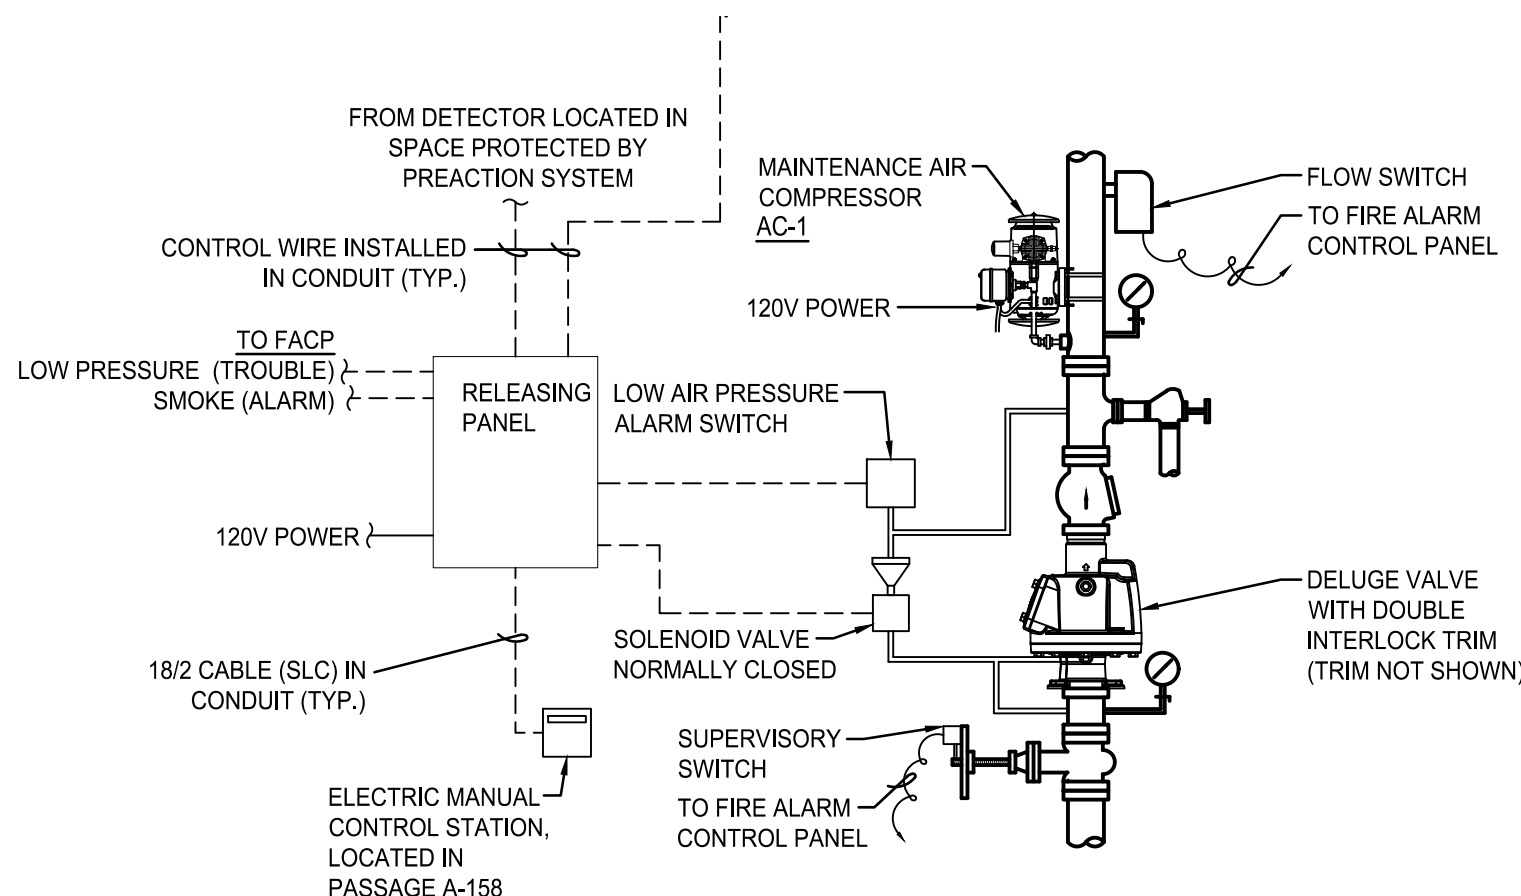 FROM DETECTOR LOCATED IN
SPACE PROTECTED BY
PREACTION SYSTEM
MAINTENANCE AIR
COMPRESSOR
AC-1
FLOW SWITCH
TO FIRE ALARM
CONTROL PANEL
CONTROL WIRE INSTALLED
IN CONDUIT (TYP.)
120V POWER
TO FACP
LOW PRESSURE (TROUBLE)
SMOKE (ALARM)
RELEASING
PANEL
LOW AIR PRESSURE
ALARM SWITCH
120V POWER
SOLENOID VALVE
NORMALLY CLOSED
DELUGE VALVE
WITH DOUBLE
INTERLOCK TRIM
(TRIM NOT SHOWN)
18/2 CABLE (SLC) IN
CONDUIT (TYP.)
SUPERVISORY
SWITCH
TO FIRE ALARM
CONTROL PANEL
ELECTRIC MANUAL
CONTROL STATION,
LOCATED IN
PASSAGE A-158